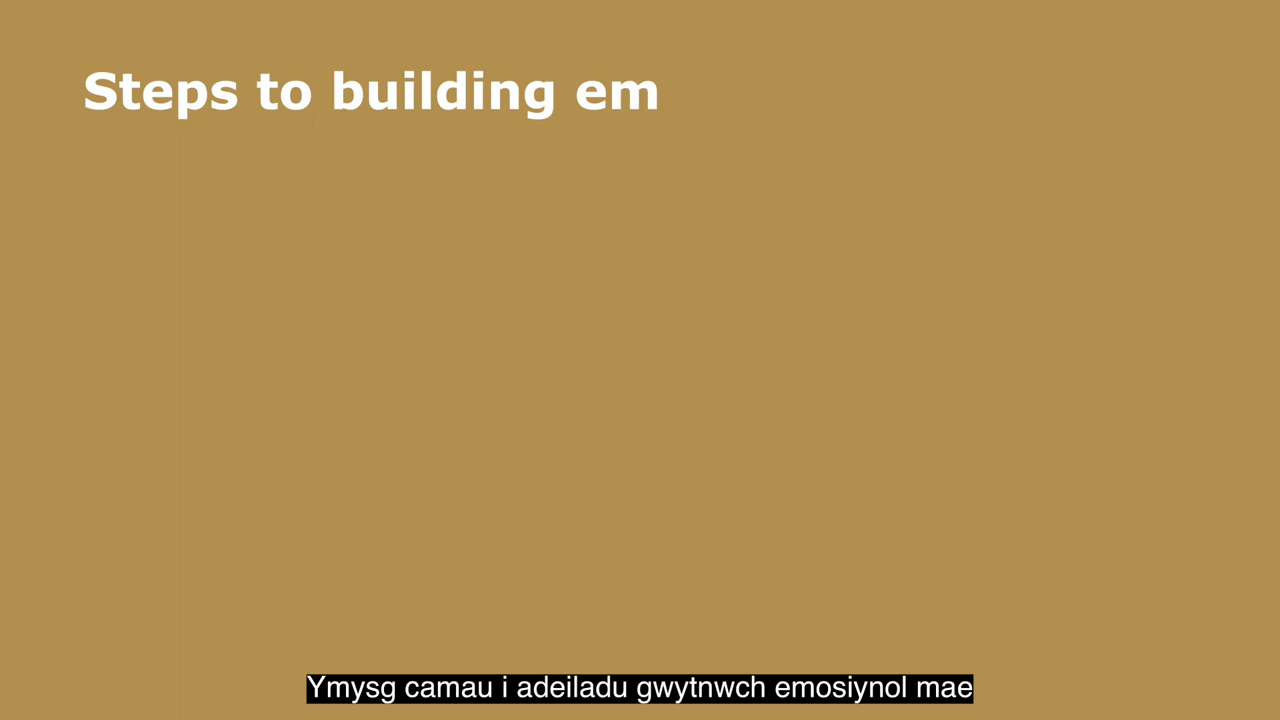 Steps to building em
Ymysg camau i adeiladu gwytnwch emosiynol mae